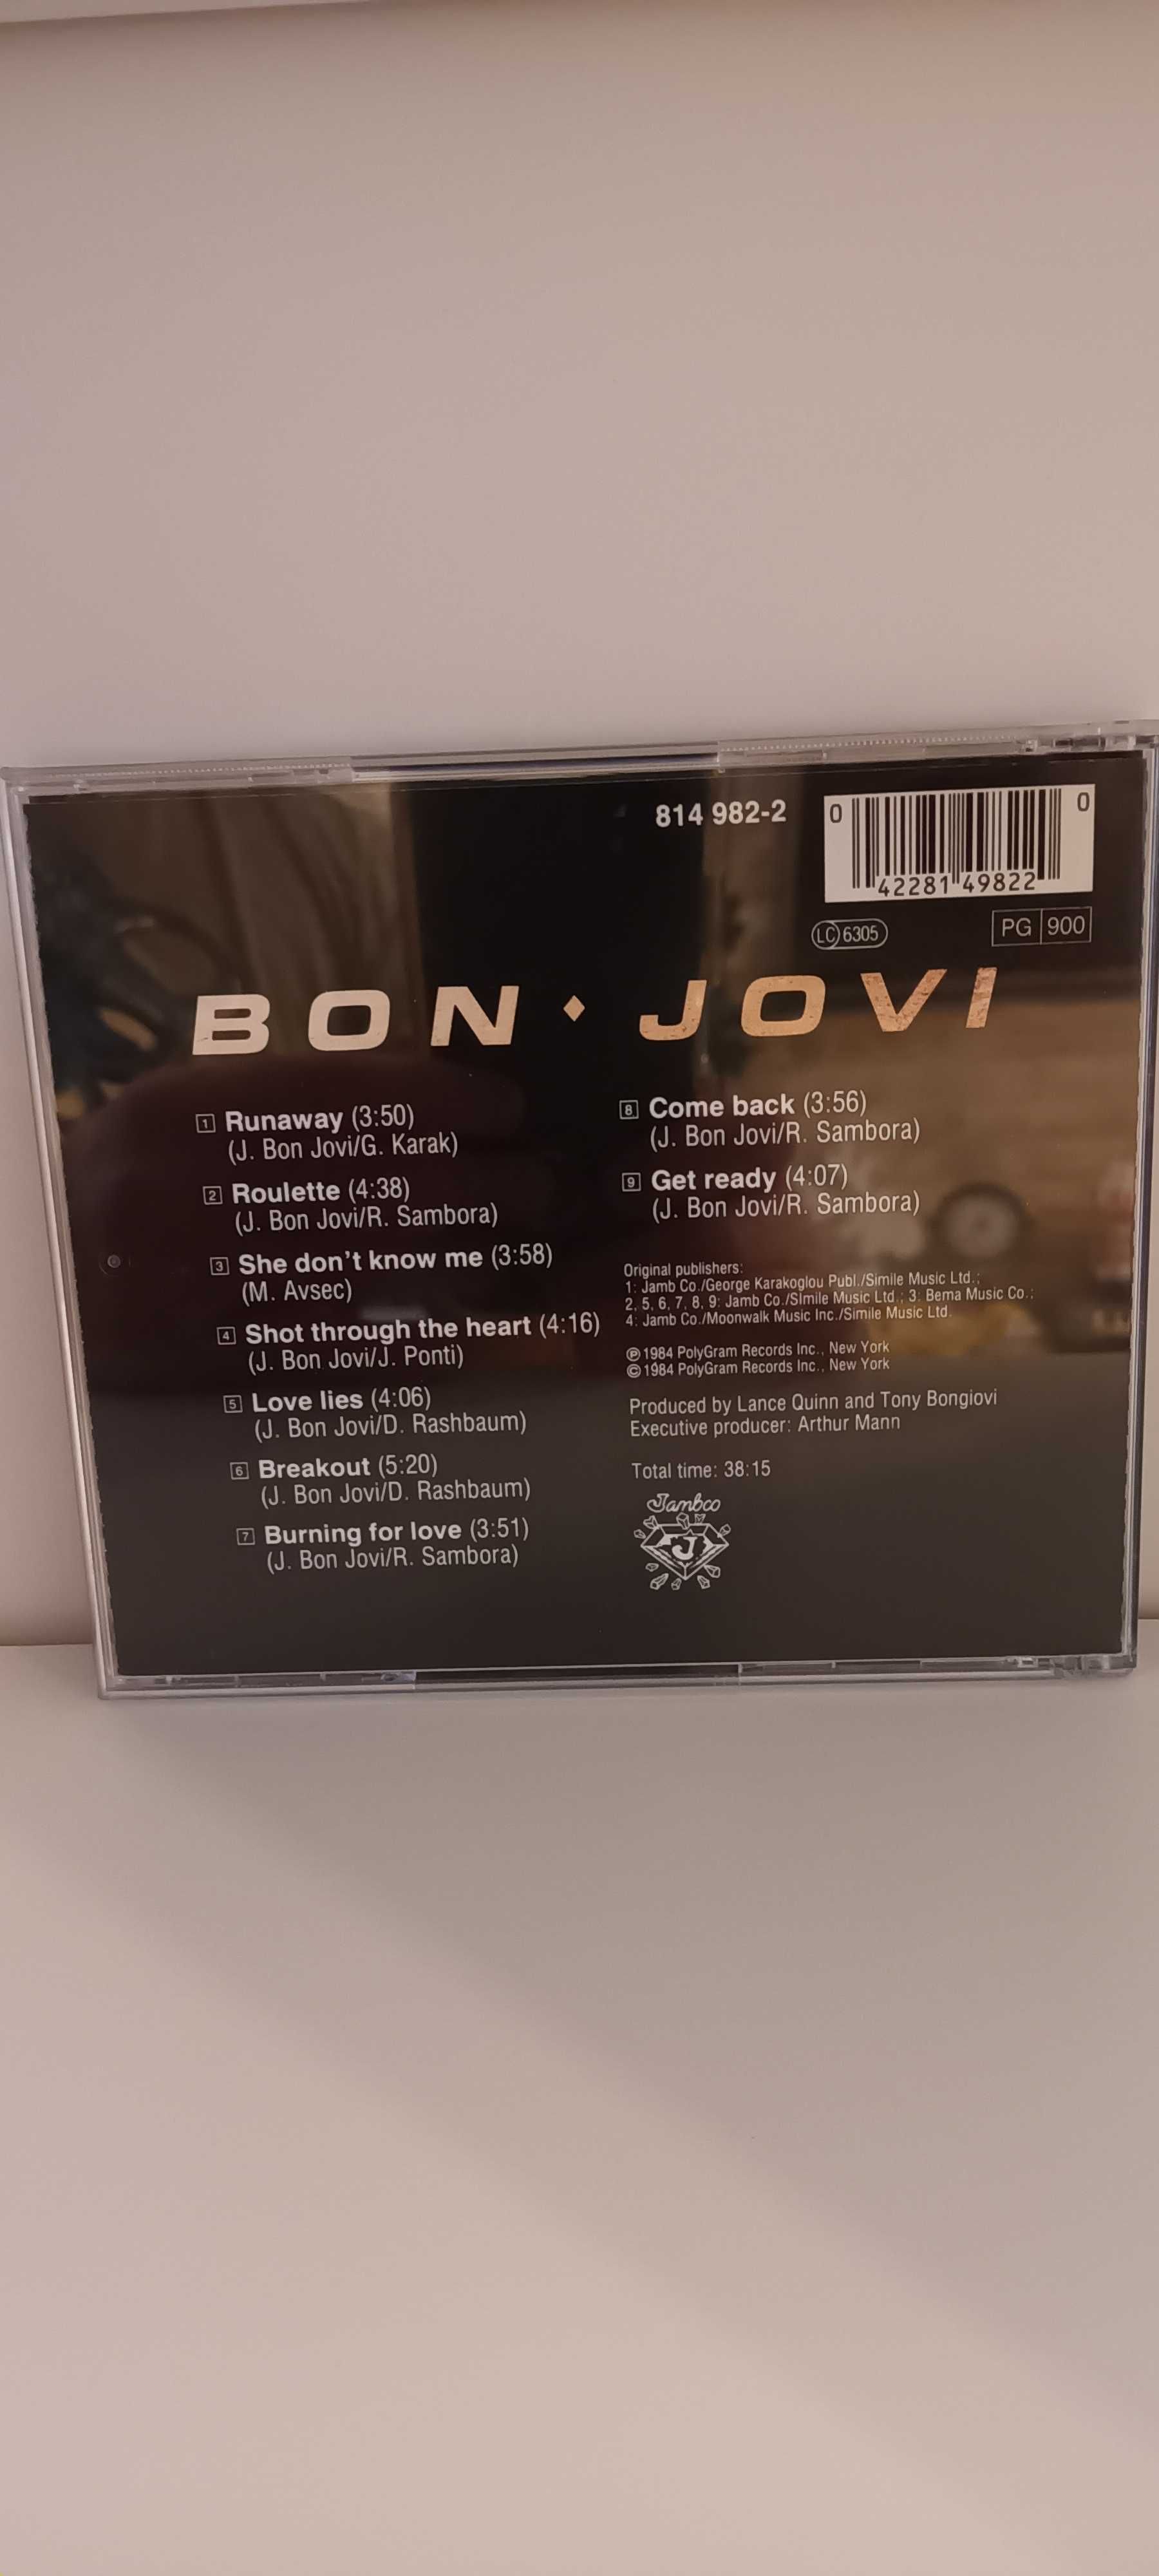 814 982-2
0 42281 49822 0
LC 6305
PG 900
BON • JOVI
1 Runaway (3:50)
(J. Bon Jovi/G. Karak)
2 Roulette (4:38)
(J. Bon Jovi/R. Sambora)
3 She don't know me (3:58)
(M. Avsec)
4 Shot through the heart (4:16)
(J. Bon Jovi/J. Ponti)
5 Love lies (4:06)
(J. Bon Jovi/D. Rashbaum)
6 Breakout (5:20)
(J. Bon Jovi/D. Rashbaum)
7 Burning for love (3:51)
(J. Bon Jovi/R. Sambora)
8 Come back (3:56)
(J. Bon Jovi/R. Sambora)
9 Get ready (4:07)
(J. Bon Jovi/R. Sambora)
Original publishers:
1: Jamb Co./George Karakoglou Publ./Simile Music Ltd.;
2, 5, 6, 7, 8, 9: Jamb Co./SImile Music Ltd.; 3: Bema Music Co.;
4: Jamb Co./Moonwalk Music Inc./Simile Music Ltd.
℗ 1984 PolyGram Records Inc., New York
© 1984 PolyGram Records Inc., New York
Produced by Lance Quinn and Tony Bongiovi
Executive producer: Arthur Mann
Total time: 38:15
Jambco
J